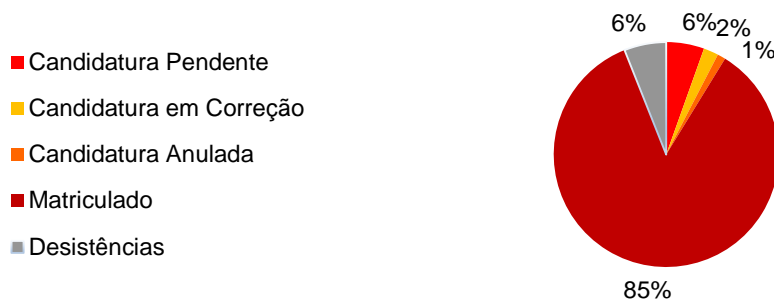 Candidatura Pendente
Candidatura em Correção
Candidatura Anulada
Matriculado
Desistências
6%
6%
2%
1%
85%